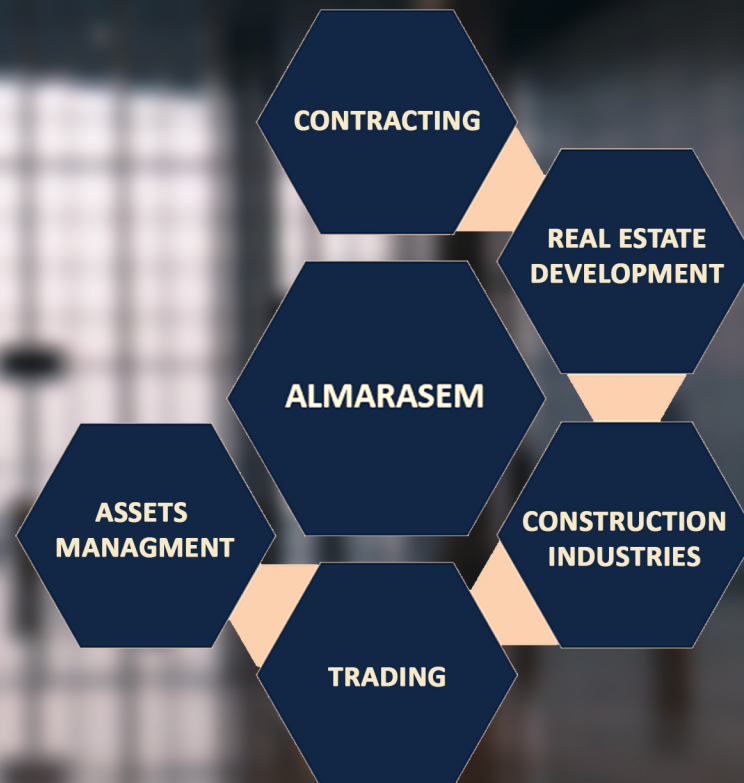 CONTRACTING
REAL ESTATE
DEVELOPMENT
ALMARASEM
ASSETS
MANAGMENT
CONSTRUCTION
INDUSTRIES
TRADING